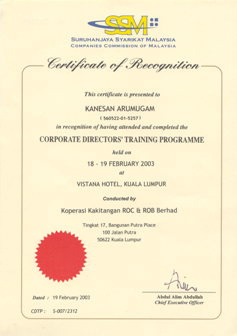 SSM
SURUHANJAYA SYARIKAT MALAYSIA
COMPANIES COMMISSION OF MALAYSIA
Certificate of Recognition
This certificate is presented to
KANESAN ARUMUGAM
( 560522-01-5257 )
in recognition of having attended and completed the
CORPORATE DIRECTORS' TRAINING PROGRAMME
held on
18 - 19 FEBRUARY 2003
at
VISTANA HOTEL, KUALA LUMPUR
Conducted by
Koperasi Kakitangan ROC & ROB Berhad
Tingkat 17, Bangunan Putra Place
100 Jalan Putra
50622 Kuala Lumpur
Dated : 19 February 2003
Abdul Alim Abdullah
Chief Executive Officer
CDTP : S-007/2312